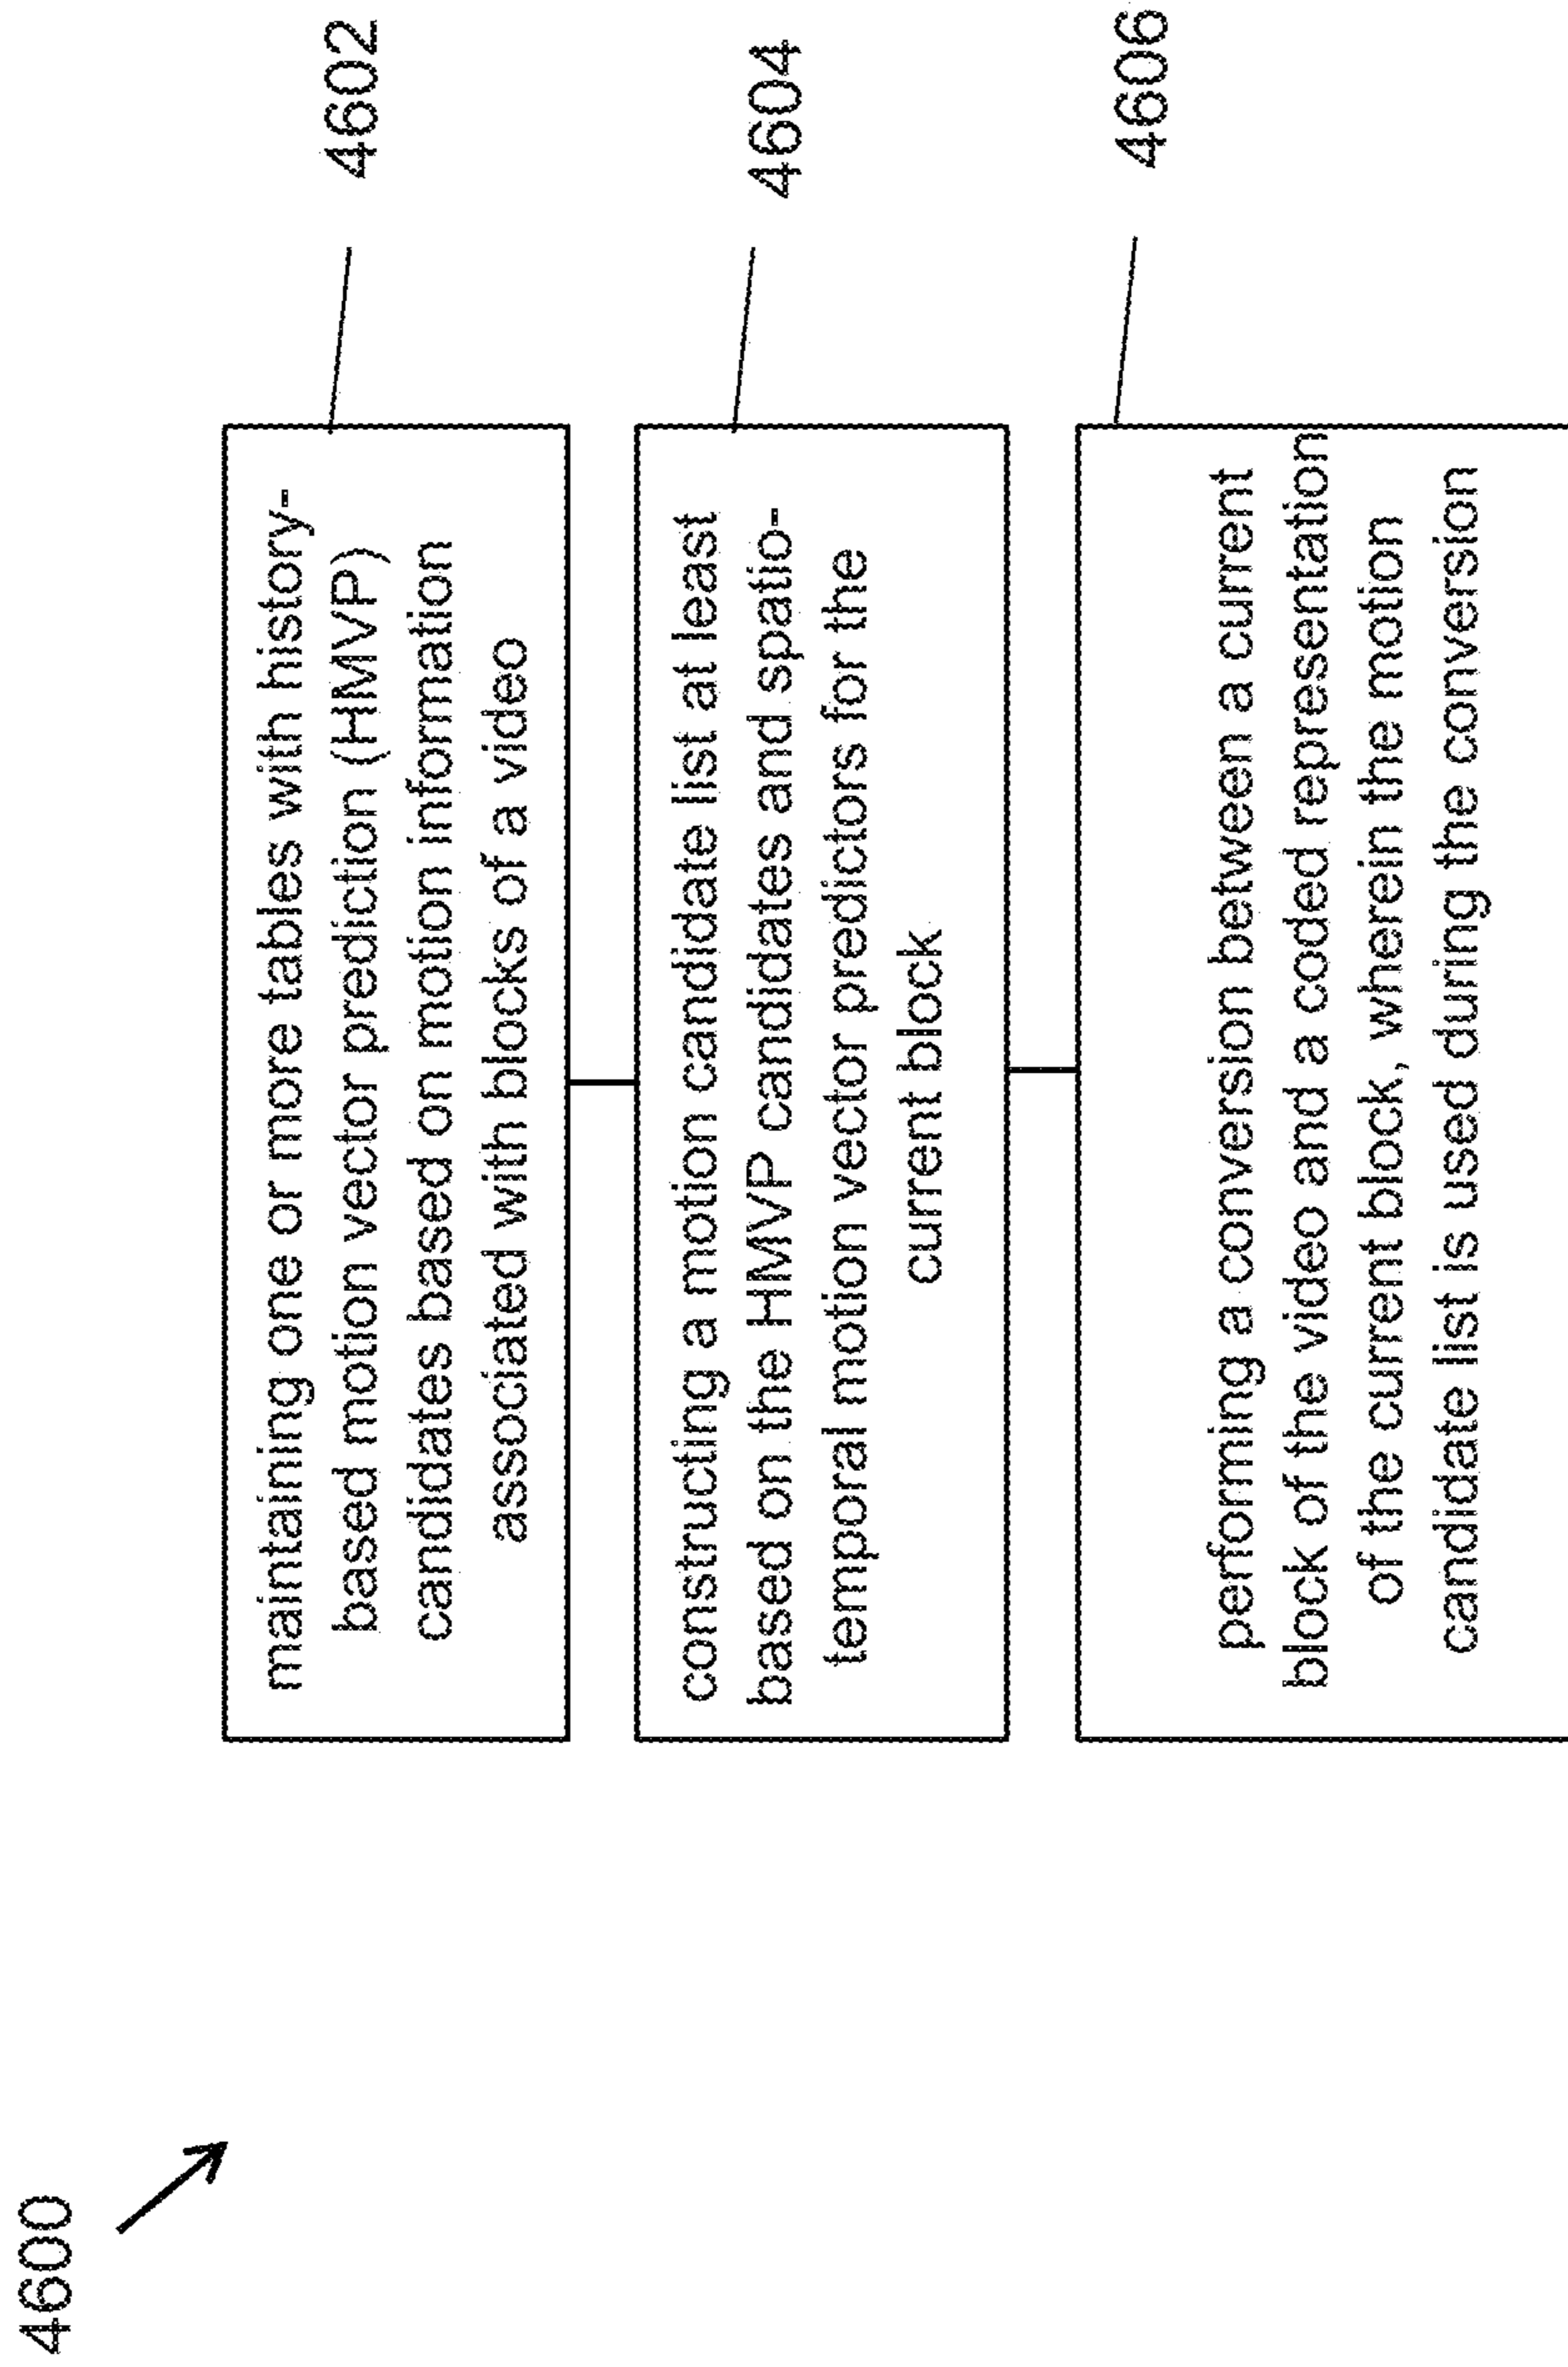 4600
maintaining one or more tables with history-
based motion vector prediction (HMVP)
candidates based on motion information
associated with blocks of a video
4602
constructing a motion candidate list at least
based on the HMVP candidates and spatio-
temporal motion vector predictors for the
current block
4604
performing a conversion between a current
block of the video and a coded representation
of the current block, wherein the motion
candidate list is used during the conversion
4606